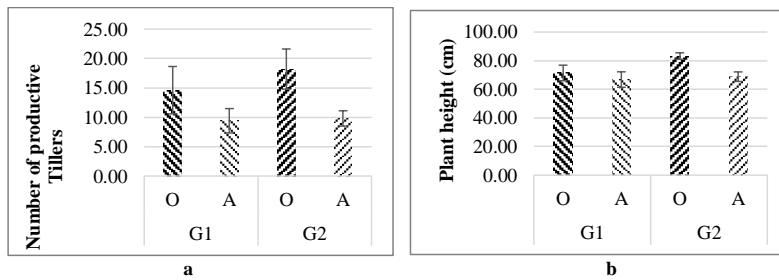 Number of productive
Tillers
25.00
20.00
15.00
10.00
5.00
0.00
O A O A
G1 G2
a
Plant height (cm)
100.00
80.00
60.00
40.00
20.00
0.00
O A O A
G1 G2
b